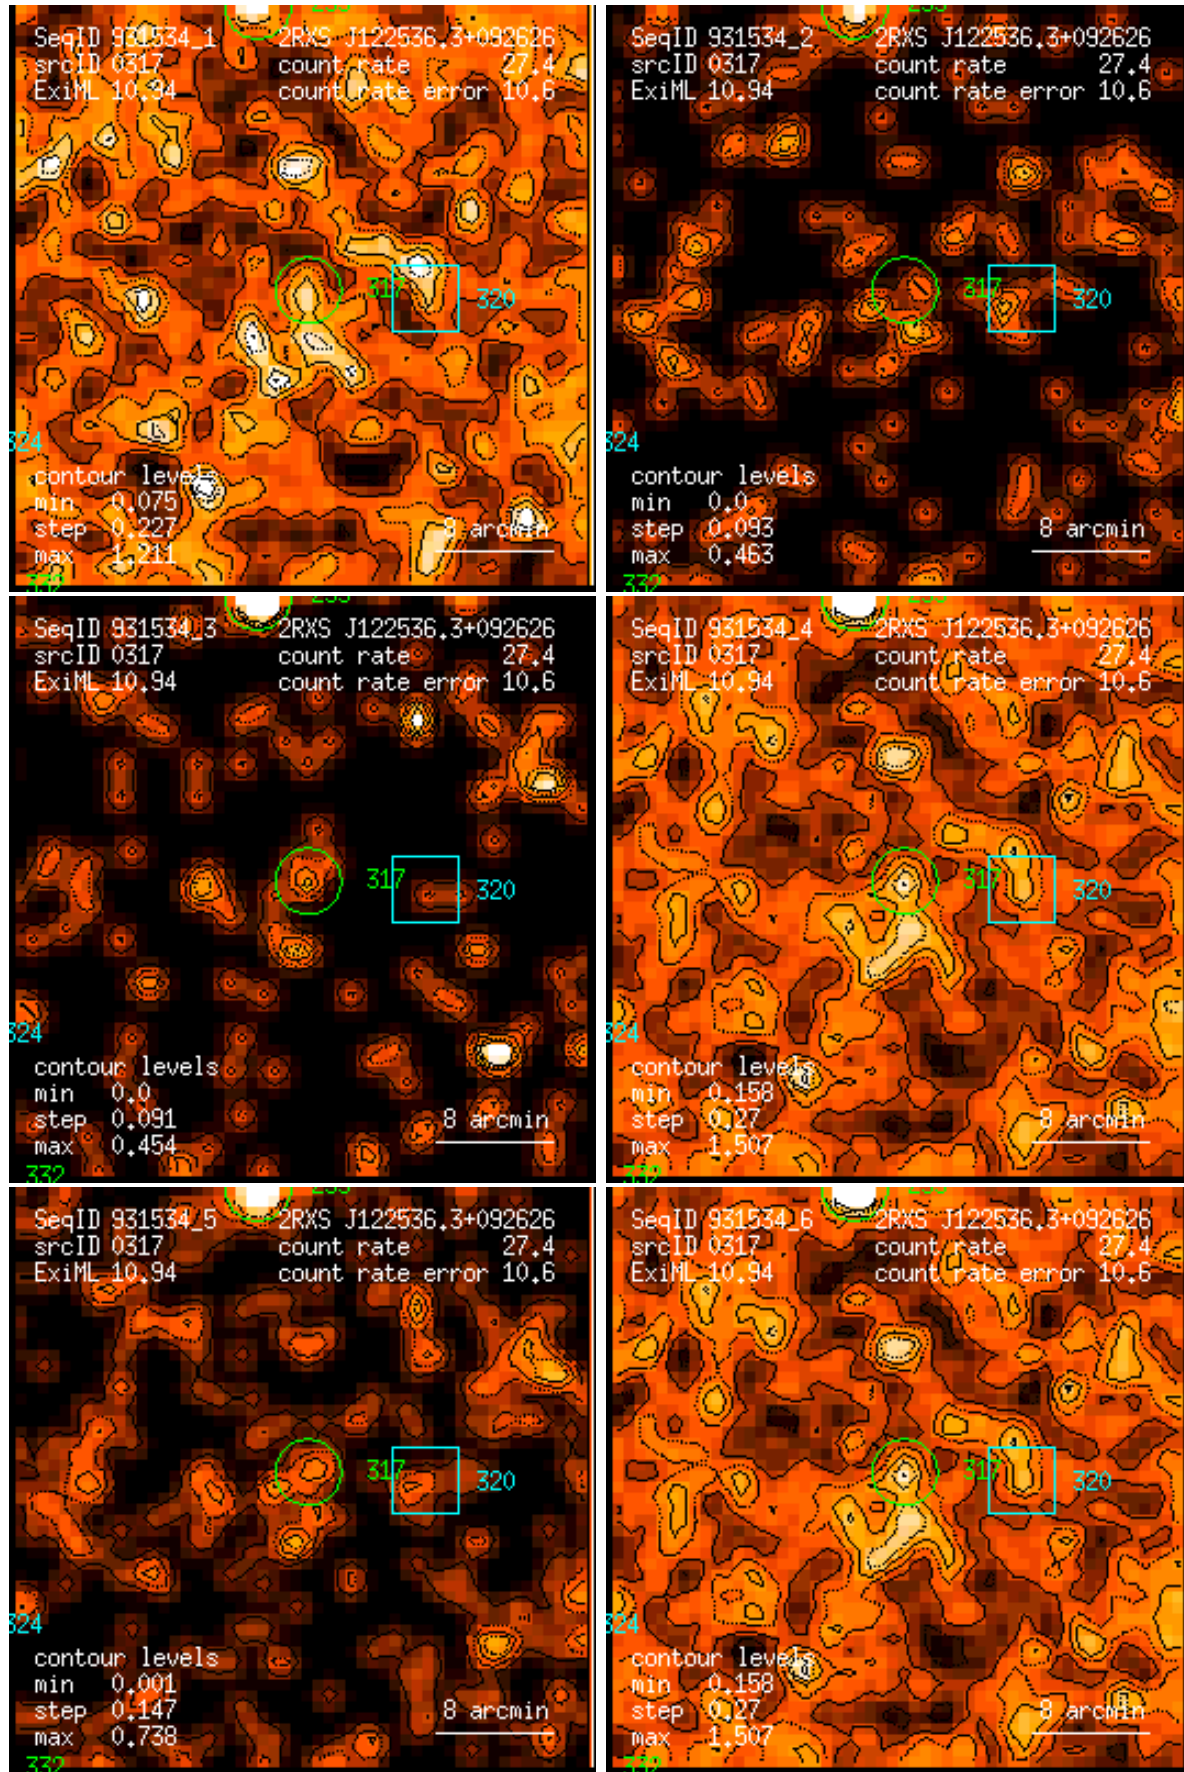 SeqID 931534_1 2RXS J122536.3+092626
srcID 0317 count rate 27.4
ExiML 10.94 count rate error 10.6
317
320
324
contour levels
min 0.075
step 0.227 8 arcmin
max 1.211
332
SeqID 931534_2 2RXS J122536.3+092626
srcID 0317 count rate 27.4
ExiML 10.94 count rate error 10.6
317
320
324
contour levels
min 0.0
step 0.093 8 arcmin
max 0.463
332
SeqID 931534_3 2RXS J122536.3+092626
srcID 0317 count rate 27.4
ExiML 10.94 count rate error 10.6
317
320
324
contour levels
min 0.0
step 0.091 8 arcmin
max 0.454
332
SeqID 931534_4 2RXS J122536.3+092626
srcID 0317 count rate 27.4
ExiML 10.94 count rate error 10.6
317
320
324
contour levels
min 0.158
step 0.27 8 arcmin
max 1.507
332
SeqID 931534_5 2RXS J122536.3+092626
srcID 0317 count rate 27.4
ExiML 10.94 count rate error 10.6
317
320
324
contour levels
min 0.001
step 0.147 8 arcmin
max 0.738
332
SeqID 931534_6 2RXS J122536.3+092626
srcID 0317 count rate 27.4
ExiML 10.94 count rate error 10.6
317
320
324
contour levels
min 0.158
step 0.27 8 arcmin
max 1.507
332